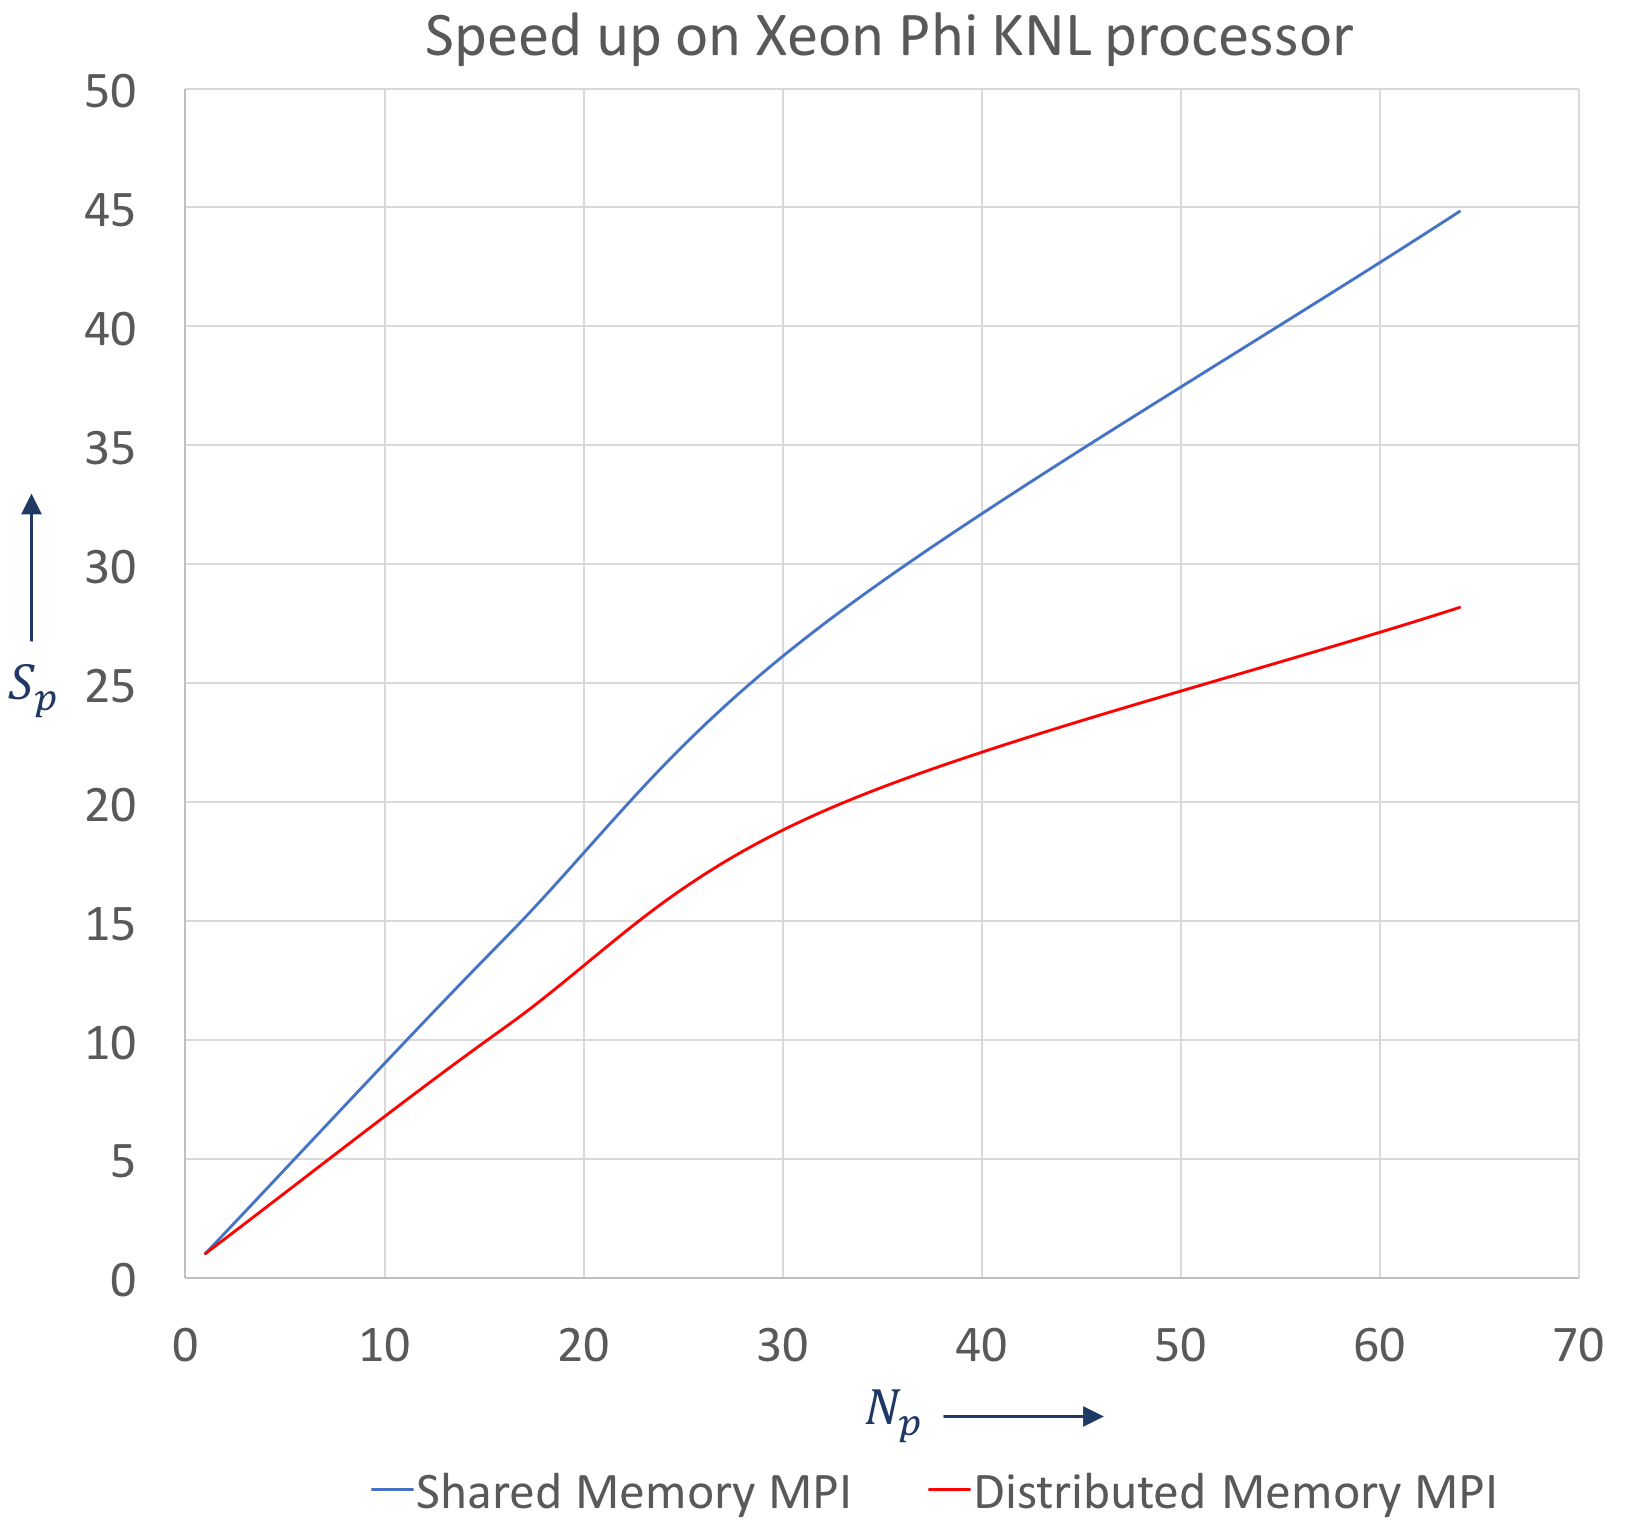 Speed up on Xeon Phi KNL processor
50
45
40
35
30
25
20
15
10
5
0
S_p
0 10 20 30 40 50 60 70
N_p
Shared Memory MPI Distributed Memory MPI